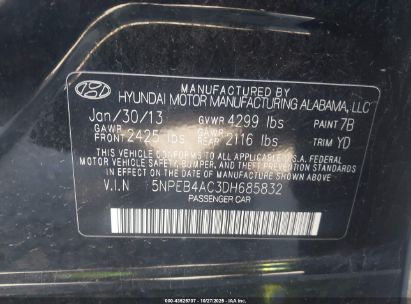 HYUNDAI MOTOR MANUFACTURING ALABAMA, LLC
Jan/30/13 GVWR 4299 lbs PAINT 7B
GAWR FRONT 2425 lbs GAWR REAR 2116 lbs TRIM YD
THIS VEHICLE CONFORMS TO ALL APPLICABLE U.S. FEDERAL
MOTOR VEHICLE SAFETY, BUMPER, AND THEFT PREVENTION
STANDARDS IN EFFECT ON THE DATE OF MANUFACTURE SHOWN ABOVE.
V.I.N 5NPEB4AC3DH685832
PASSENGER CAR